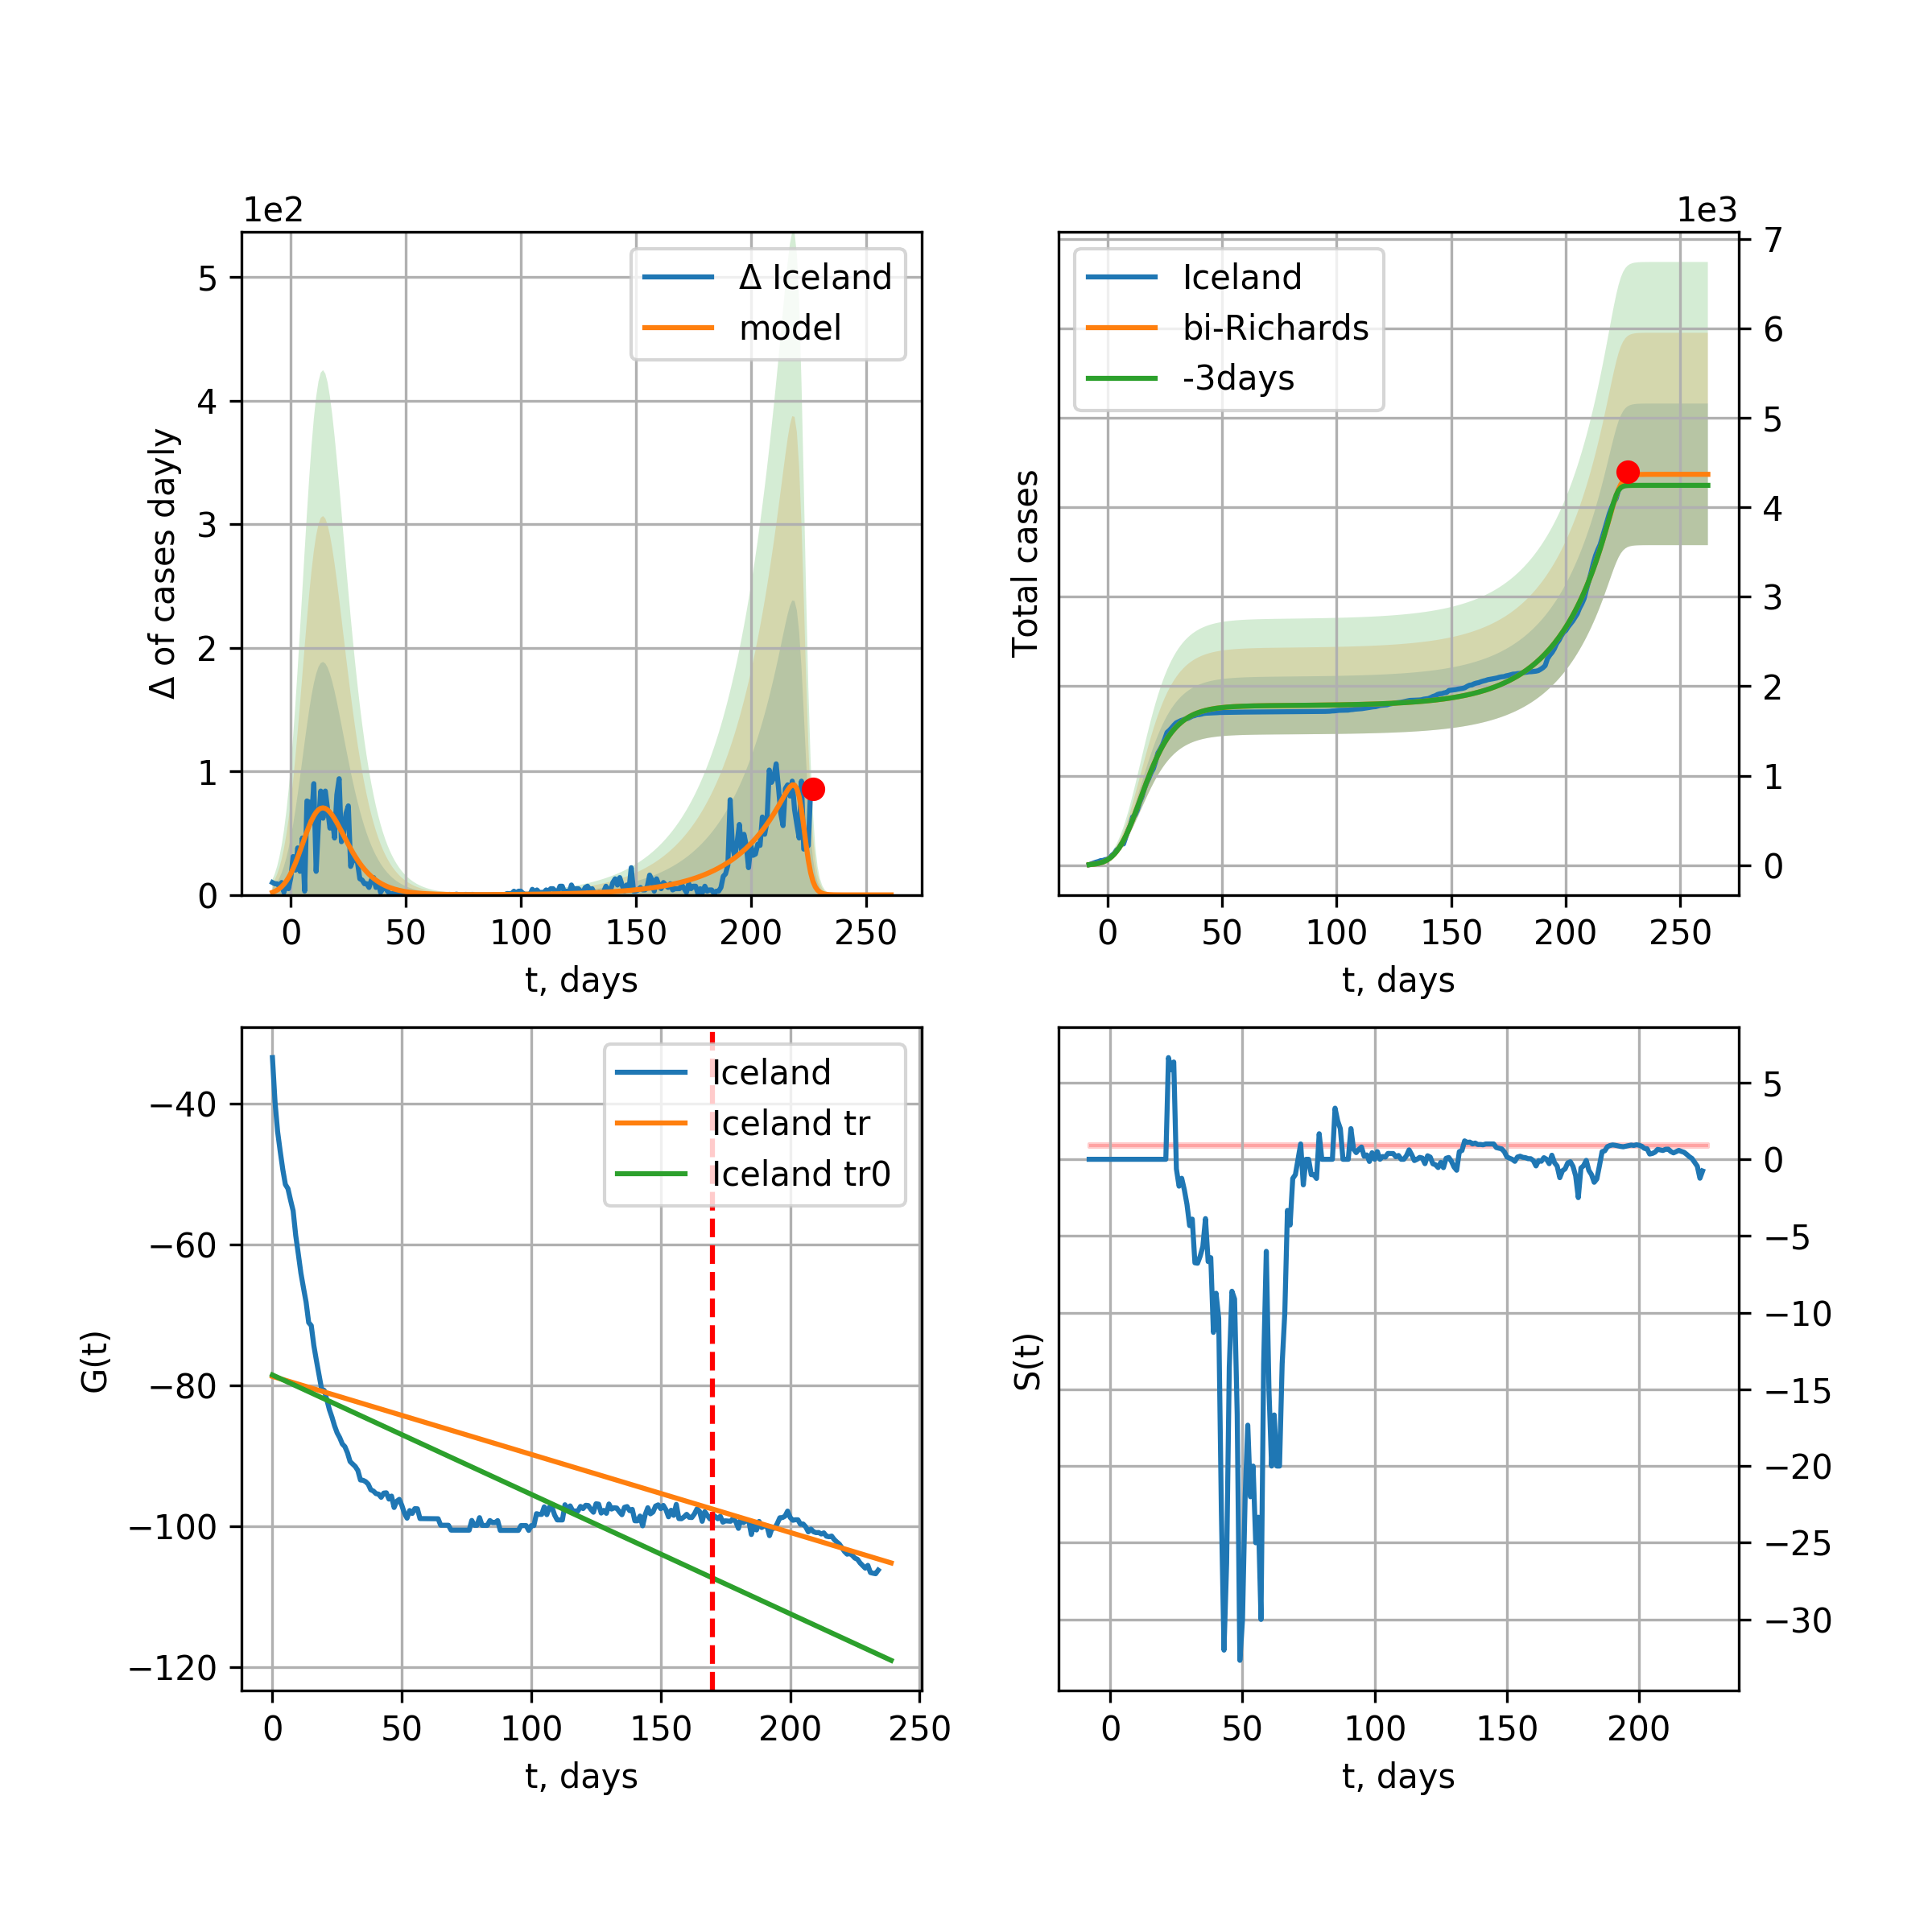 1e2
Δ of cases dayly
5
4
3
2
1
0
Δ Iceland
model
0 50 100 150 200 250
t, days
1e3
Total cases
Iceland
bi-Richards
-3days
7
6
5
4
3
2
1
0
0 50 100 150 200 250
t, days
G(t)
−40
−60
−80
−100
−120
Iceland
Iceland tr
Iceland tr0
0 50 100 150 200 250
t, days
S(t)
5
0
−5
−10
−15
−20
−25
−30
0 50 100 150 200
t, days